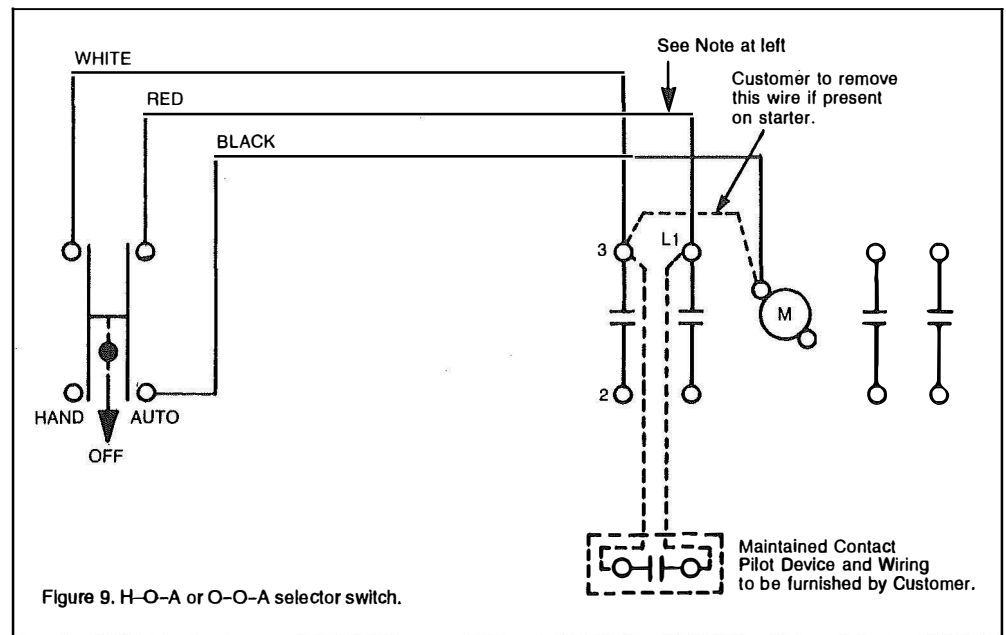 See Note at left
WHITE
Customer to remove
this wire if present
on starter.
RED
BLACK
3
L1
M
2
HAND
AUTO
OFF
Maintained Contact
Pilot Device and Wiring
to be furnished by Customer.
Figure 9. H–O–A or O-O-A selector switch.